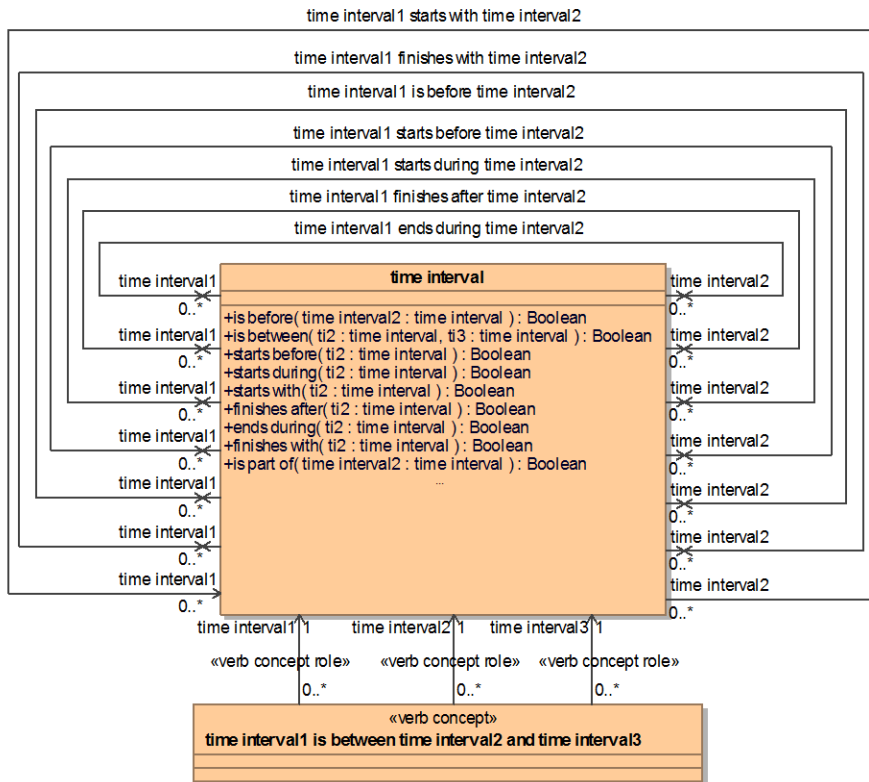 time interval1 starts with time interval2
time interval1 finishes with time interval2
time interval1 is before time interval2
time interval1 starts before time interval2
time interval1 starts during time interval2
time interval1 finishes after time interval2
time interval1 ends during time interval2
time interval
time interval1
0..*
time interval2
0..*
+is before( time interval2 : time interval ) : Boolean
+is between( ti2 : time interval, ti3 : time interval ) : Boolean
+starts before( ti2 : time interval ) : Boolean
+starts during( ti2 : time interval ) : Boolean
+starts with( ti2 : time interval ) : Boolean
+finishes after( ti2 : time interval ) : Boolean
+ends during( ti2 : time interval ) : Boolean
+finishes with( ti2 : time interval ) : Boolean
+is part of( time interval2 : time interval ) : Boolean
...
time interval1
0..*
time interval2
0..*
time interval1
0..*
time interval2
0..*
time interval1
0..*
time interval2
0..*
time interval1
0..*
time interval2
0..*
time interval1
0..*
time interval2
0..*
time interval1
0..*
time interval2
0..*
time interval1 1
time interval2 1
time interval3 1
«verb concept role»
«verb concept role»
«verb concept role»
0..*
0..*
0..*
«verb concept»
time interval1 is between time interval2 and time interval3